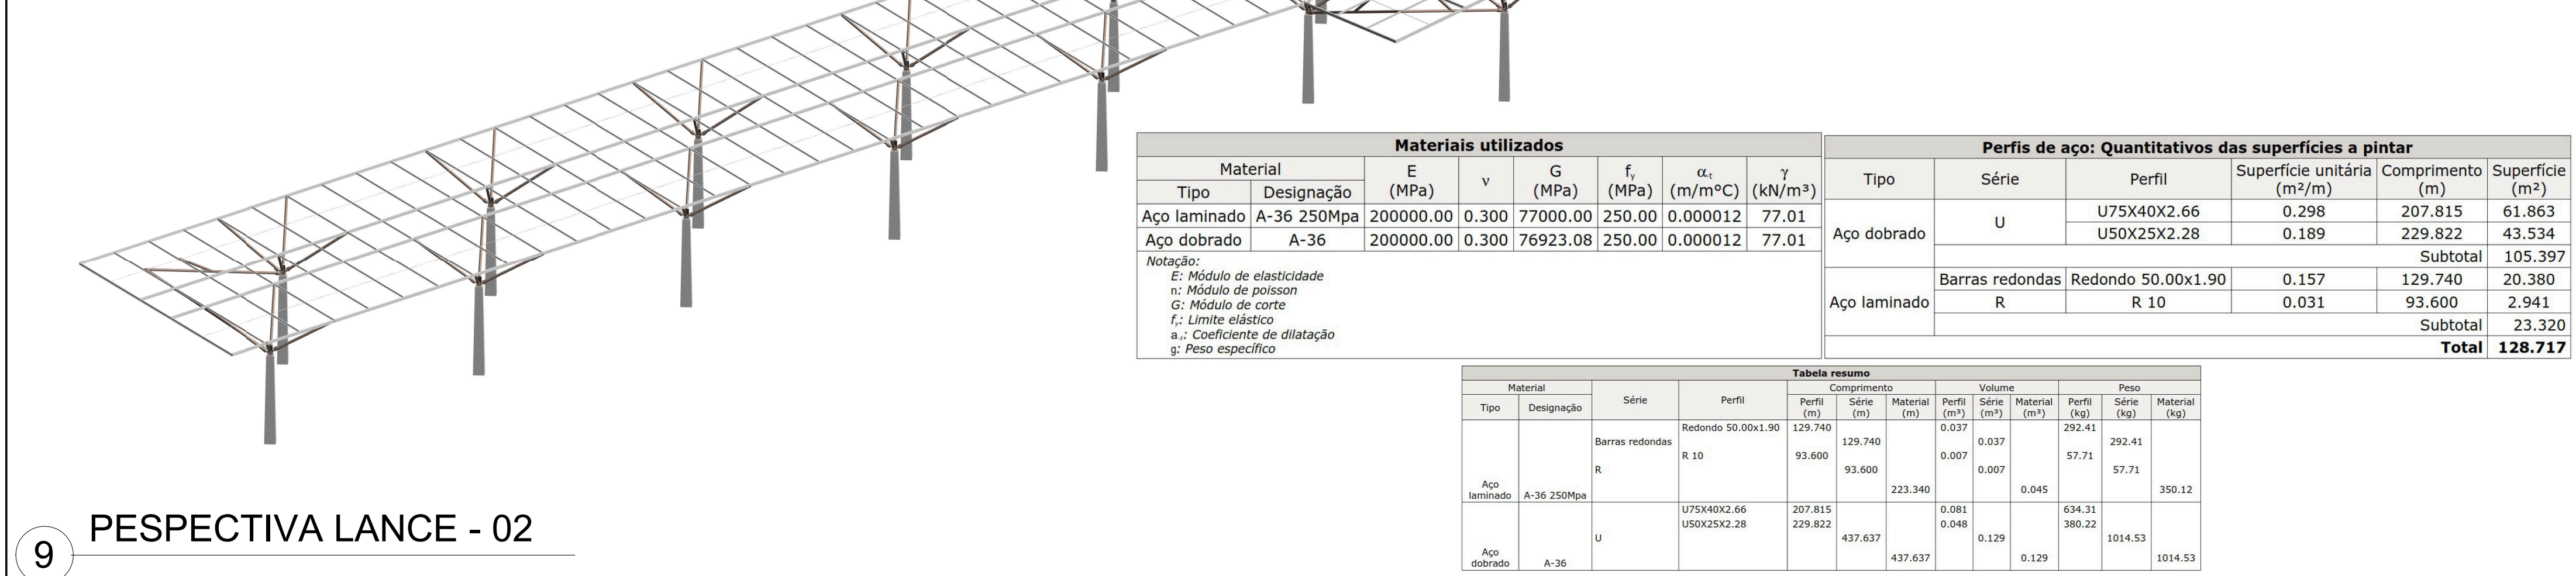 Materiais utilizados
Material E (MPa) ν G (MPa) fy (MPa) α.t (m/mºC) γ (kN/m³)
Tipo Designação
Aço laminado A-36 250Mpa 200000.00 0.300 77000.00 250.00 0.000012 77.01
Aço dobrado A-36 200000.00 0.300 76923.08 250.00 0.000012 77.01
Notação:
E: Módulo de elasticidade
n: Módulo de poisson
G: Módulo de corte
fy: Limite elástico
a.t: Coeficiente de dilatação
g: Peso específico
Perfis de aço: Quantitativos das superfícies a pintar
Tipo Série Perfil Superfície unitária (m²/m) Comprimento (m) Superfície (m²)
Aço dobrado U U75X40X2.66 0.298 207.815 61.863
U50X25X2.28 0.189 229.822 43.534
Subtotal 105.397
Aço laminado Barras redondas Redondo 50.00x1.90 0.157 129.740 20.380
R R 10 0.031 93.600 2.941
Subtotal 23.320
Total 128.717
Tabela resumo
Material Série Perfil Comprimento Volume Peso
Tipo Designação Perfil (m) Série (m) Material (m) Perfil (m³) Série (m³) Material (m³) Perfil (kg) Série (kg) Material (kg)
Redondo 50.00x1.90 129.740 0.037 292.41
Barras redondas 129.740 0.037 292.41
R 10 93.600 0.007 57.71
R 93.600 0.007 57.71
Aço laminado A-36 250Mpa 223.340 0.045 350.12
U75X40X2.66 207.815 0.081 634.31
U50X25X2.28 229.822 0.048 380.22
U 437.637 0.129 1014.53
Aço dobrado A-36 437.637 0.129 1014.53
9 PESPECTIVA LANCE - 02